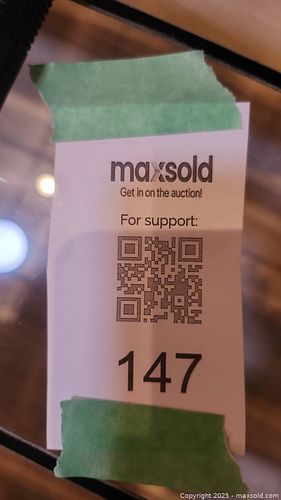 maxsold
Get in on the auction!
For support:
147
Copyright 2025 - maxsold.com